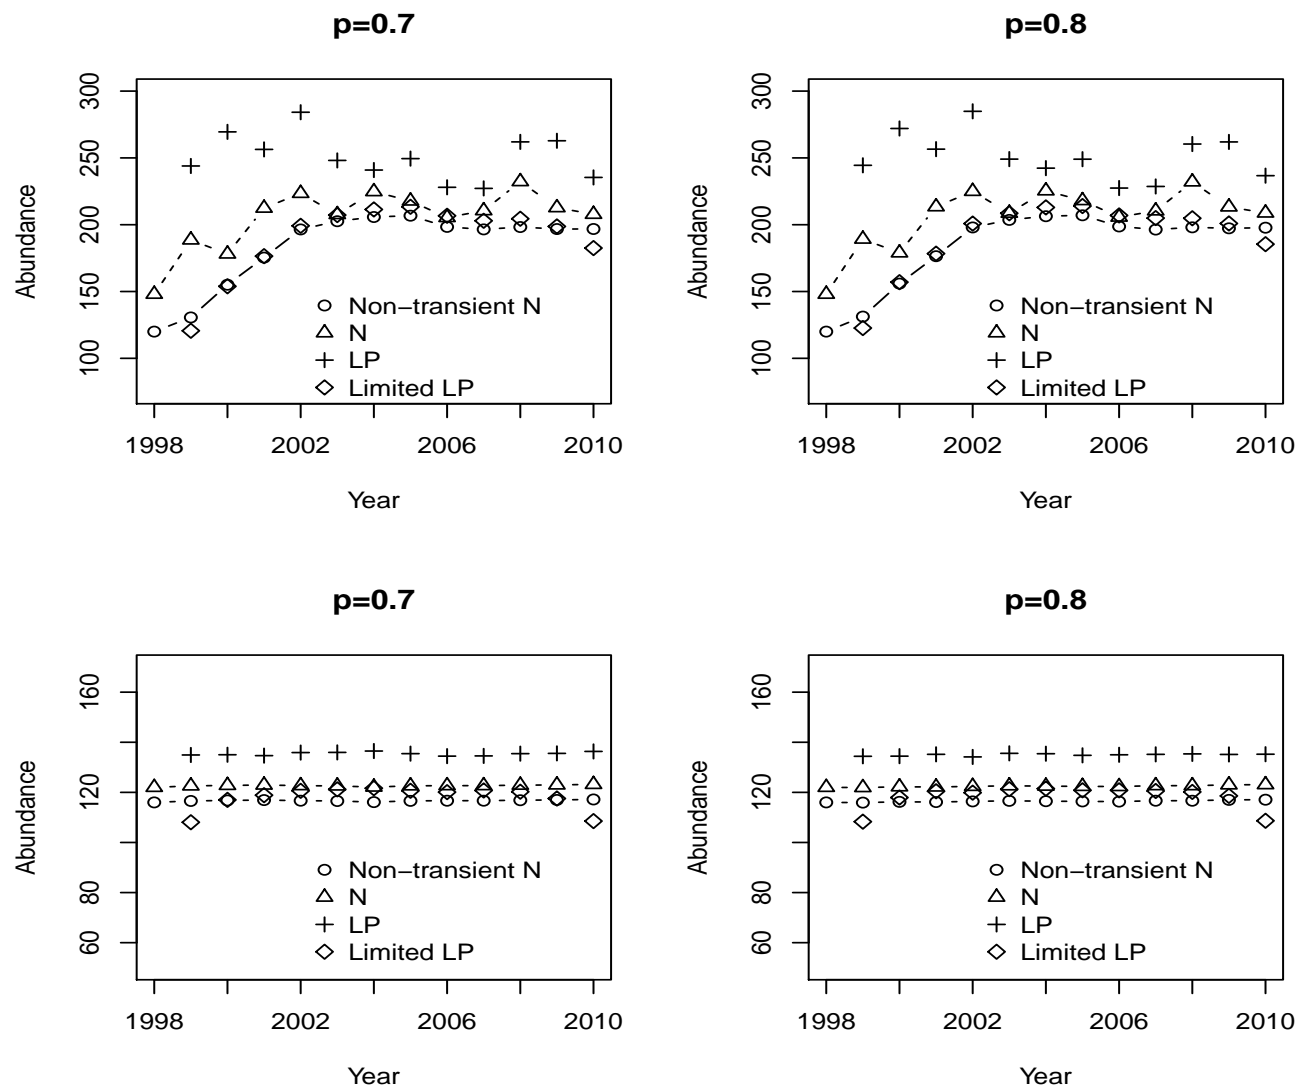 p=0.7
300
250
200
150
100
Abundance
Non−transient N
N
LP
Limited LP
1998
2002
2006
2010
Year
p=0.8
300
250
200
150
100
Abundance
Non−transient N
N
LP
Limited LP
1998
2002
2006
2010
Year
p=0.7
160
120
80
60
Abundance
Non−transient N
N
LP
Limited LP
1998
2002
2006
2010
Year
p=0.8
160
120
80
60
Abundance
Non−transient N
N
LP
Limited LP
1998
2002
2006
2010
Year